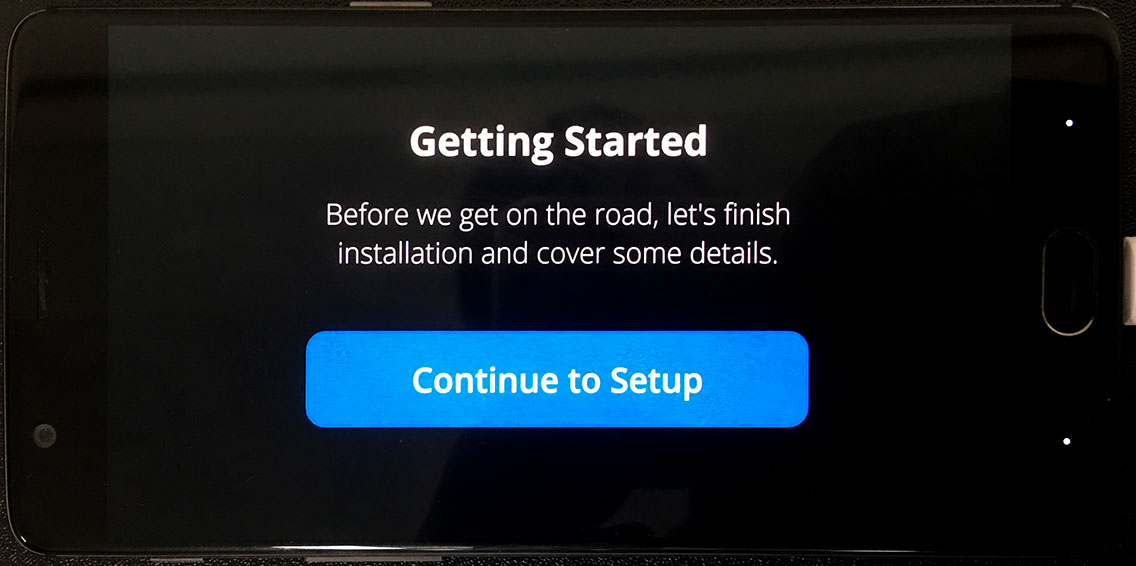 Getting Started
Before we get on the road, let's finish
installation and cover some details.
Continue to Setup